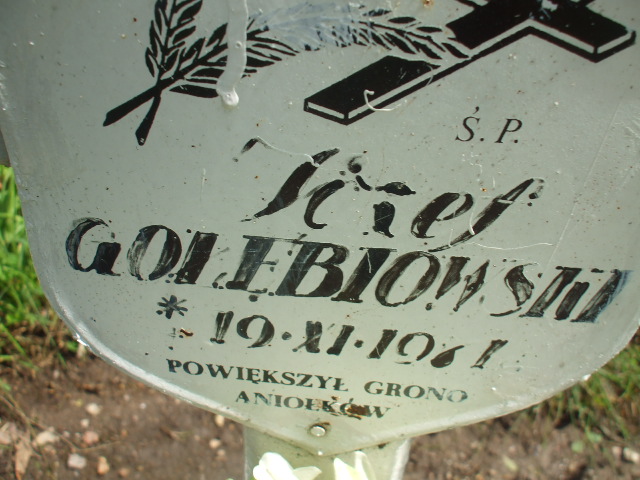 Ś.P.
Józef
GOŁĘBIOWSKI
* 19·XI·1961
POWIĘKSZYŁ GRONO
ANIOŁKÓW